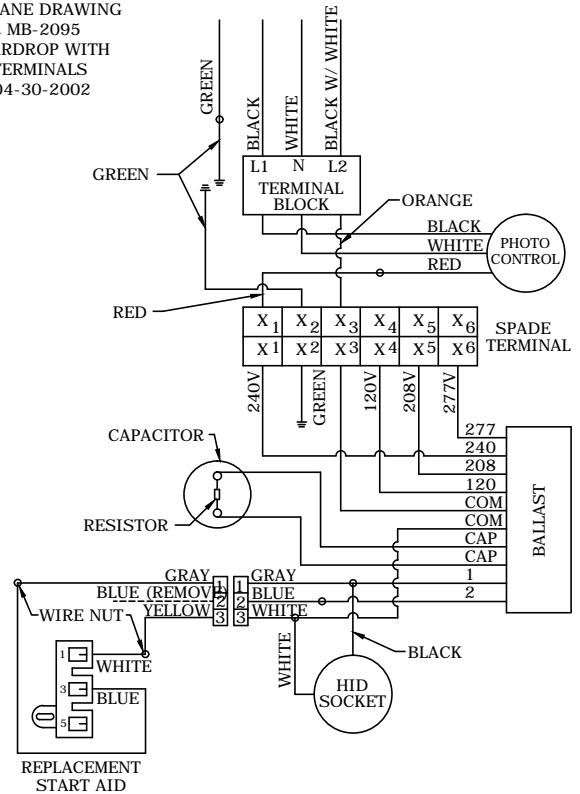 ANE DRAWING
MB-2095
RDROP WITH
TERMINALS
04-30-2002
GREEN
BLACK
WHITE
BLACK W/ WHITE
L1 N L2
TERMINAL
BLOCK
GREEN
ORANGE
BLACK
WHITE
RED
PHOTO
CONTROL
RED
X1 X2 X3 X4 X5 X6
X1 X2 X3 X4 X5 X6
SPADE
TERMINAL
240V
GREEN
120V
208V
277V
277
240
208
120
COM
COM
CAP
CAP
1
2
BALLAST
CAPACITOR
RESISTOR
GRAY 1 1 GRAY
BLUE (REMOVE) 2 2 BLUE
YELLOW 3 3 WHITE
WIRE NUT
1
WHITE
3
BLUE
5
WHITE
BLACK
HID
SOCKET
REPLACEMENT
START AID